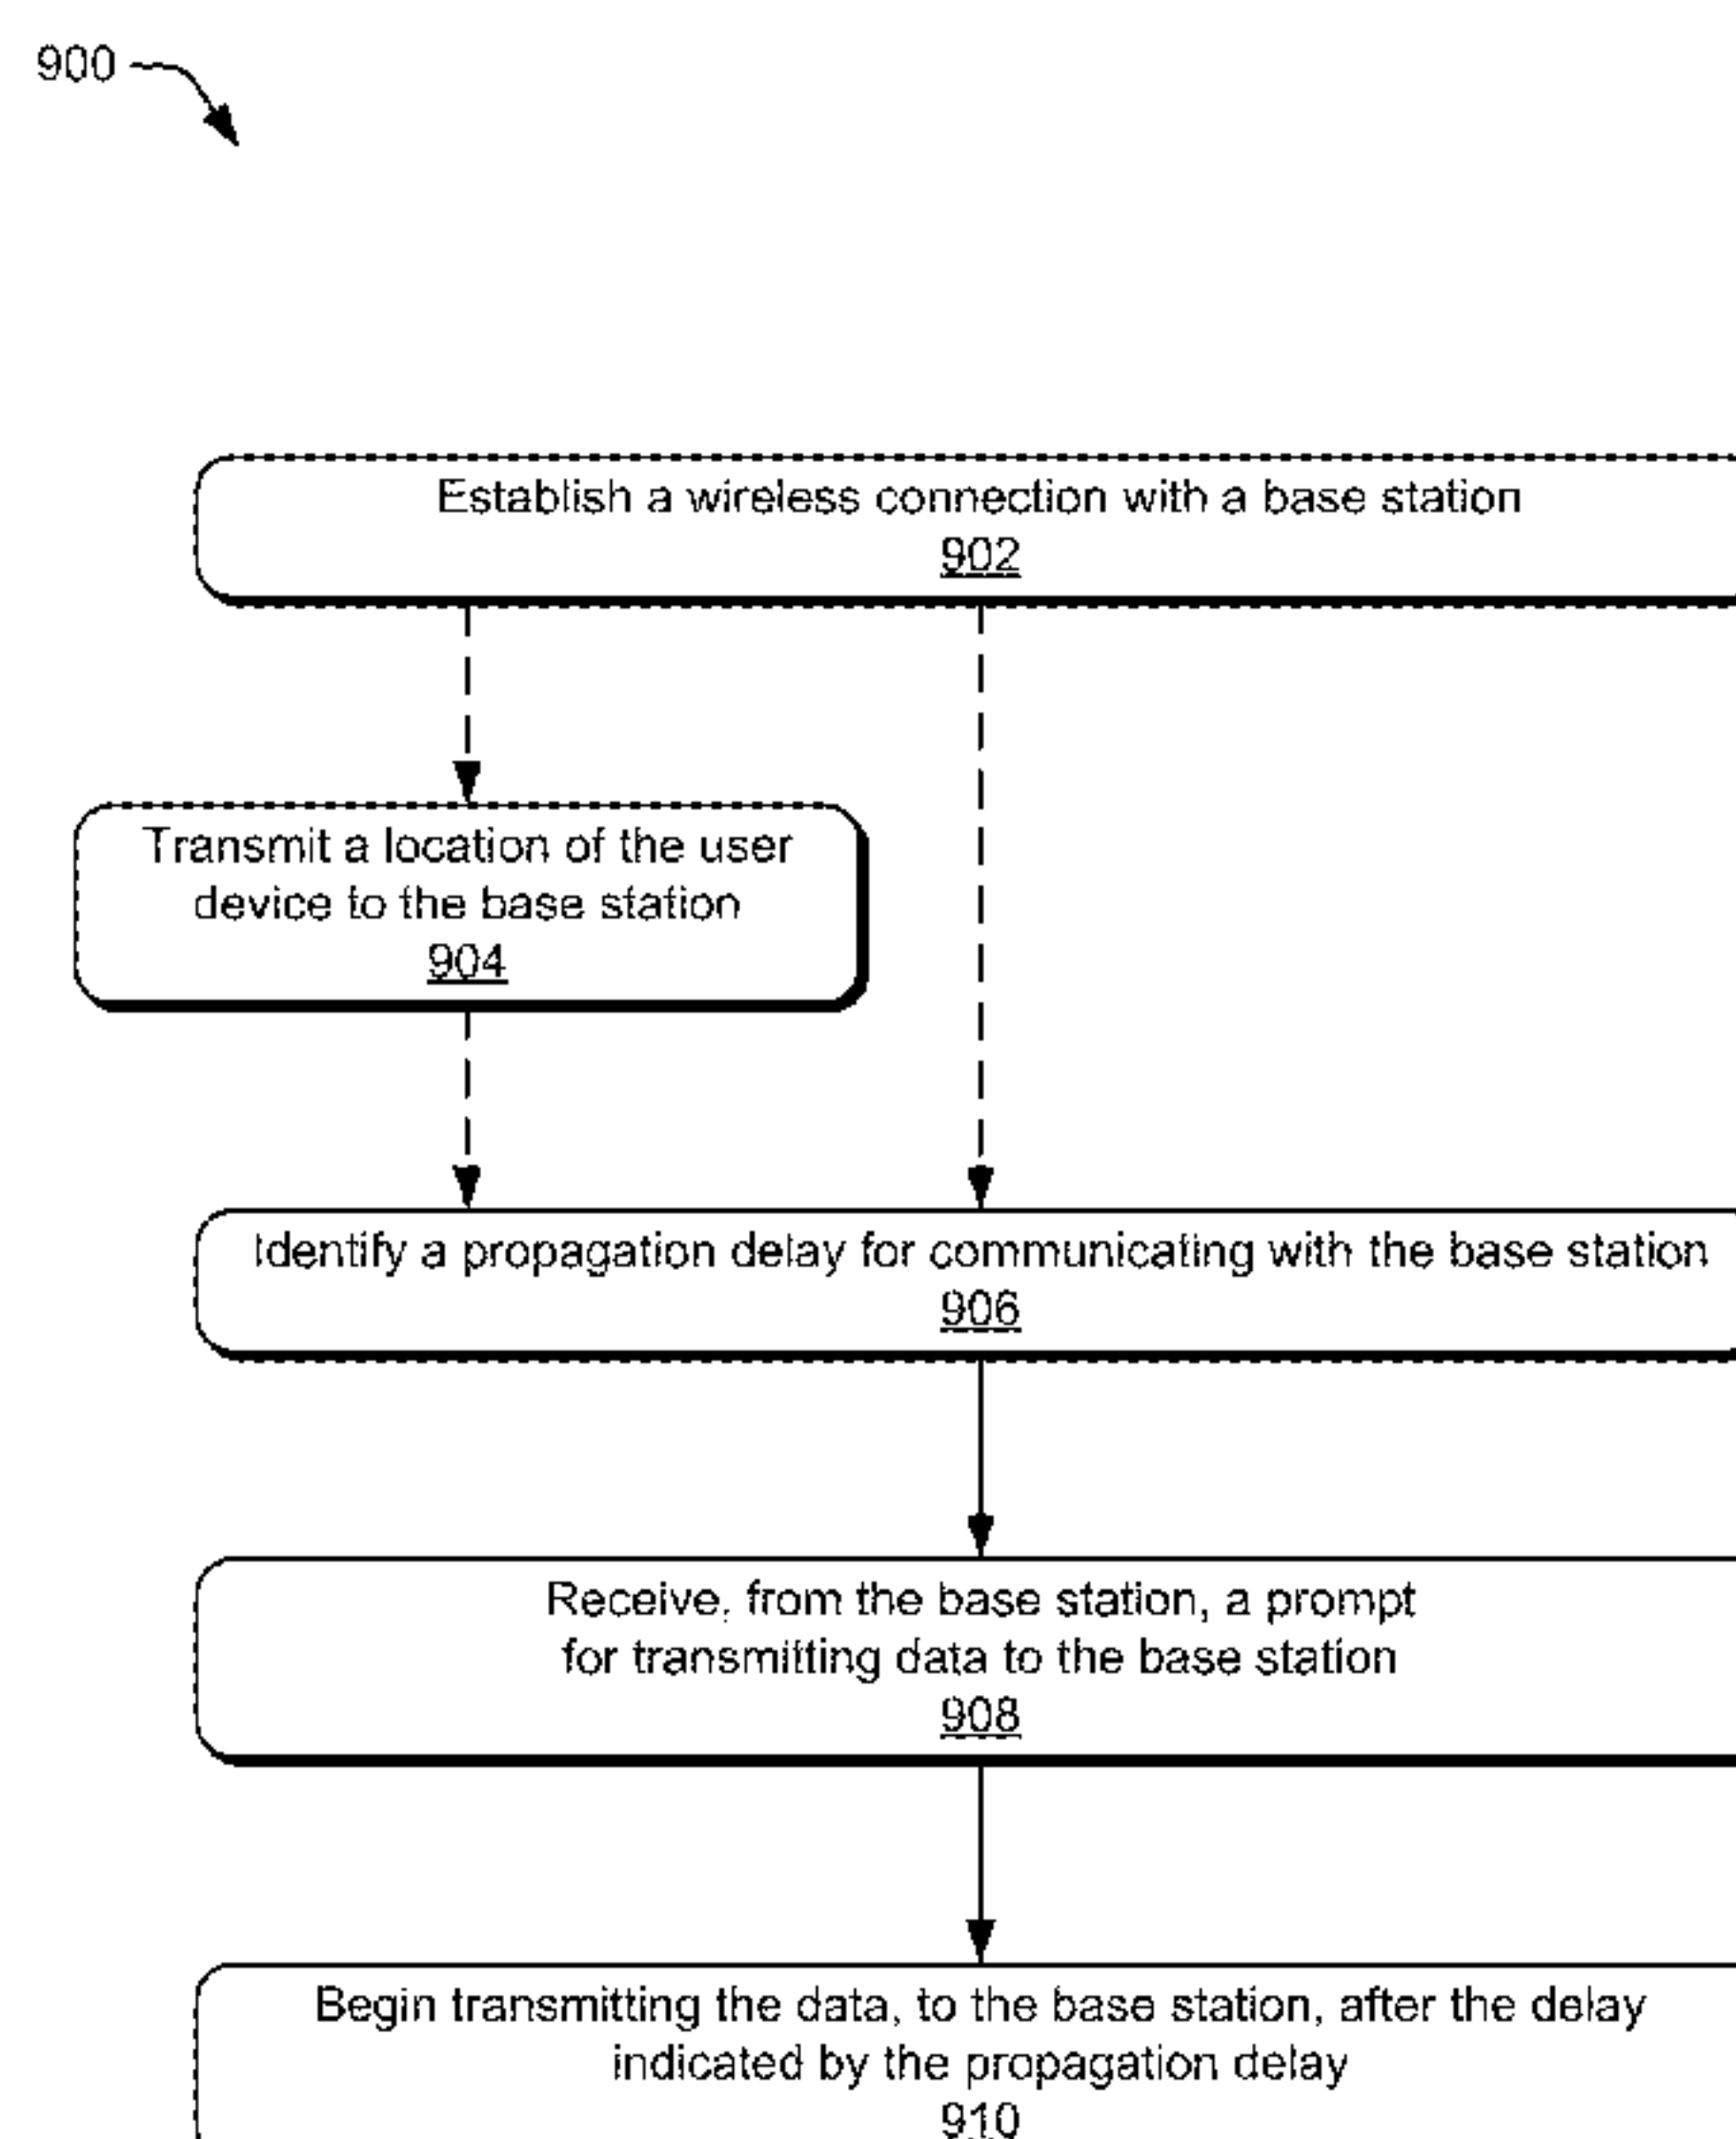 900
Establish a wireless connection with a base station
902
Transmit a location of the user
device to the base station
904
Identify a propagation delay for communicating with the base station
906
Receive, from the base station, a prompt
for transmitting data to the base station
908
Begin transmitting the data, to the base station, after the delay
indicated by the propagation delay
910